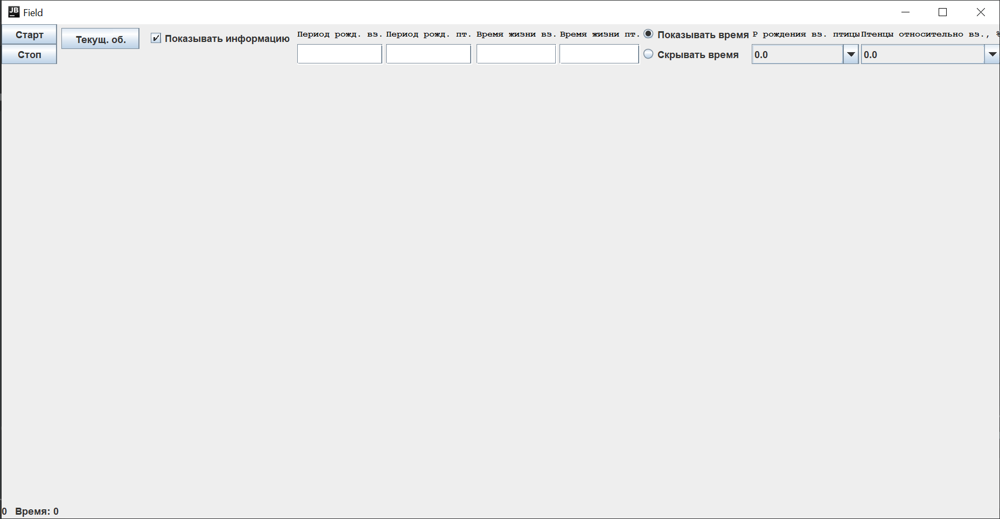 JB Field
Старт
Стоп
Текущ. об.
Показывать информацию
Период рожд. вз.
Период рожд. пт.
Время жизни вз.
Время жизни пт.
Показывать время
Скрывать время
P рождения вз. птицы
0.0
Птенцы относительно вз., %
0.0
0 Время: 0